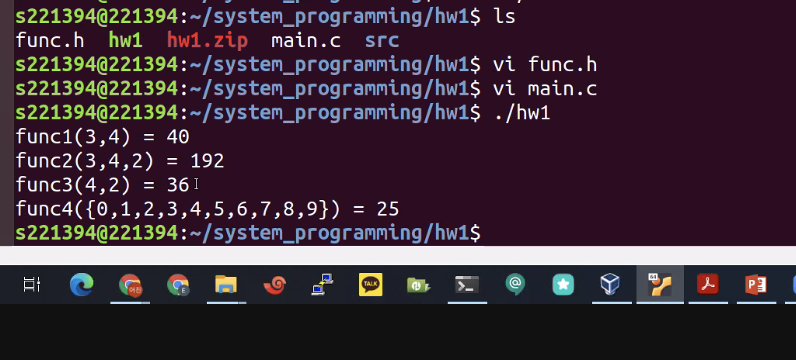 s221394@221394:~/system_programming/hw1$ ls
func.h hw1 hw1.zip main.c src
s221394@221394:~/system_programming/hw1$ vi func.h
s221394@221394:~/system_programming/hw1$ vi main.c
s221394@221394:~/system_programming/hw1$ ./hw1
func1(3,4) = 40
func2(3,4,2) = 192
func3(4,2) = 36
func4({0,1,2,3,4,5,6,7,8,9}) = 25
s221394@221394:~/system_programming/hw1$
TALK
64